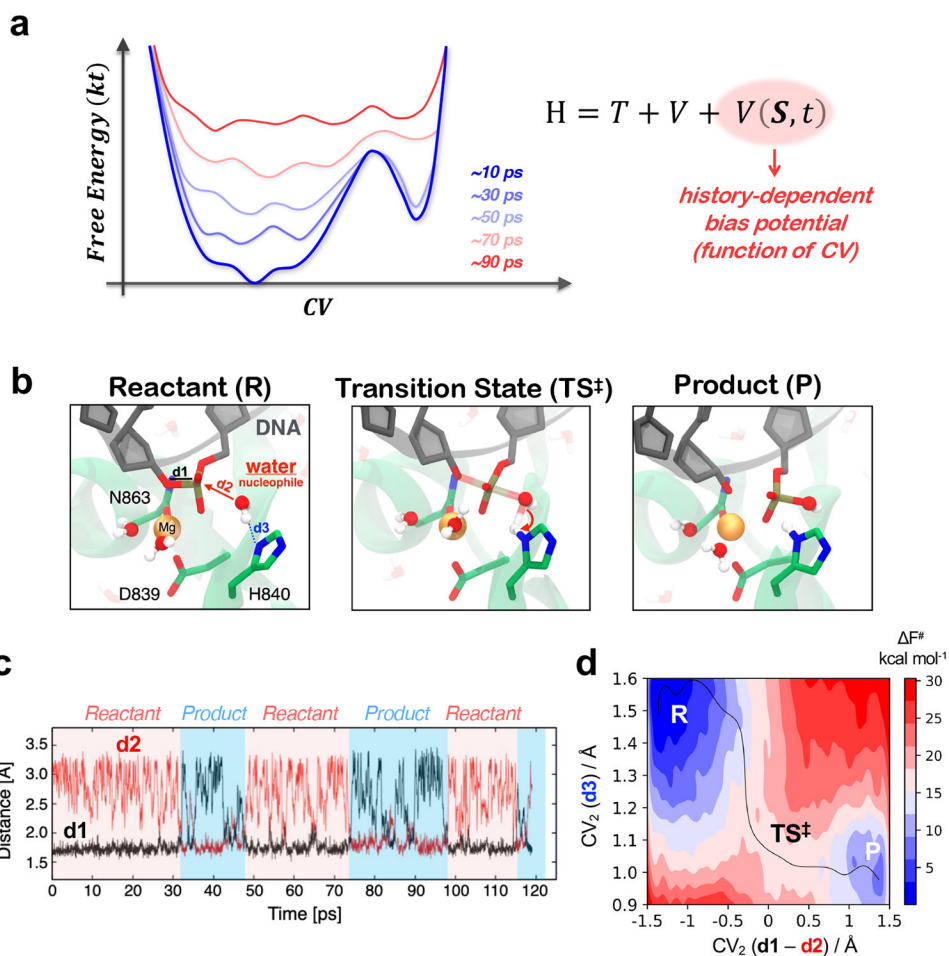 a
Free Energy (kt)
CV
~10 ps
~30 ps
~50 ps
~70 ps
~90 ps
H = T + V + V(S, t)
history-dependent
bias potential
(function of CV)
b
Reactant (R)
Transition State (TS‡)
Product (P)
DNA
d1
water
nucleophile
d2
N863
Mg
d3
D839
H840
c
Reactant Product Reactant Product Reactant
d2
d1
Distance [A]
3.5
3.0
2.5
2.0
1.5
0 10 20 30 40 50 60 70 80 90 100 110 120
Time [ps]
d
ΔF#
kcal mol⁻¹
CV₂ (d3) / Å
1.6
1.5
1.4
1.3
1.2
1.1
1.0
0.9
R
TS‡
P
-1.5 -1 -0.5 0 0.5 1 1.5
CV₂ (d1 – d2) / Å
30
25
20
15
10
5